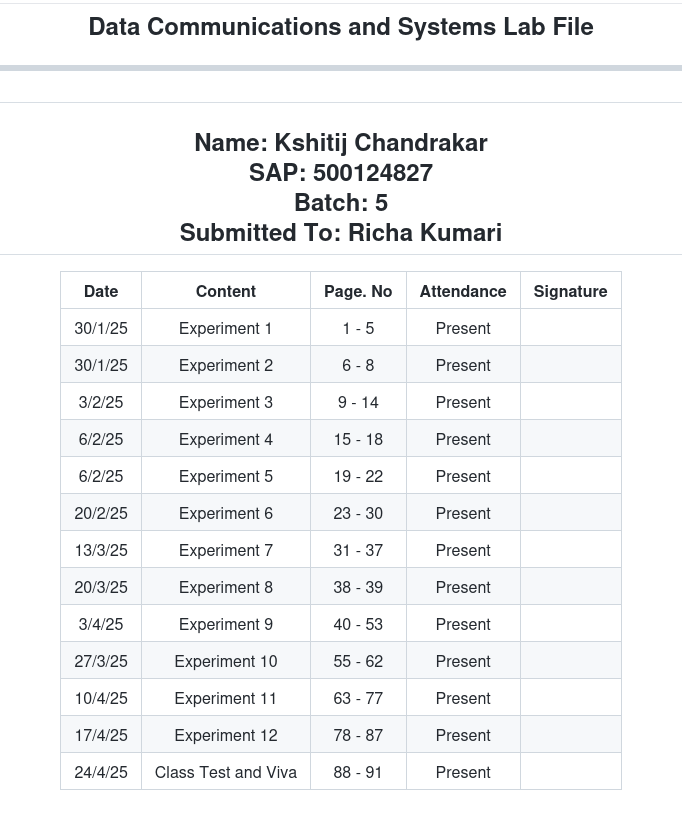 Data Communications and Systems Lab File
Name: Kshitij Chandrakar
SAP: 500124827
Batch: 5
Submitted To: Richa Kumari
Date Content Page. No Attendance Signature
30/1/25 Experiment 1 1 - 5 Present
30/1/25 Experiment 2 6 - 8 Present
3/2/25 Experiment 3 9 - 14 Present
6/2/25 Experiment 4 15 - 18 Present
6/2/25 Experiment 5 19 - 22 Present
20/2/25 Experiment 6 23 - 30 Present
13/3/25 Experiment 7 31 - 37 Present
20/3/25 Experiment 8 38 - 39 Present
3/4/25 Experiment 9 40 - 53 Present
27/3/25 Experiment 10 55 - 62 Present
10/4/25 Experiment 11 63 - 77 Present
17/4/25 Experiment 12 78 - 87 Present
24/4/25 Class Test and Viva 88 - 91 Present